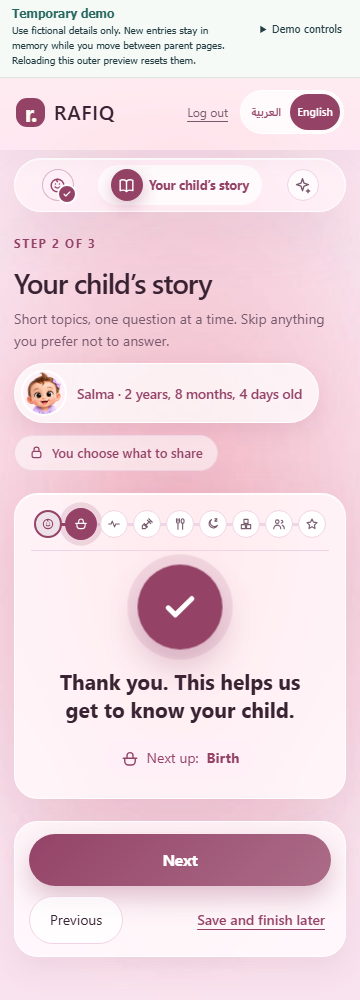 Temporary demo
Use fictional details only. New entries stay in
memory while you move between parent pages.
Reloading this outer preview resets them.
▶ Demo controls
r.
RAFIQ
Log out
العربية
English
Your child's story
STEP 2 OF 3
Your child's story
Short topics, one question at a time. Skip anything
you prefer not to answer.
Salma · 2 years, 8 months, 4 days old
You choose what to share
Thank you. This helps us
get to know your child.
Next up: Birth
Next
Previous
Save and finish later